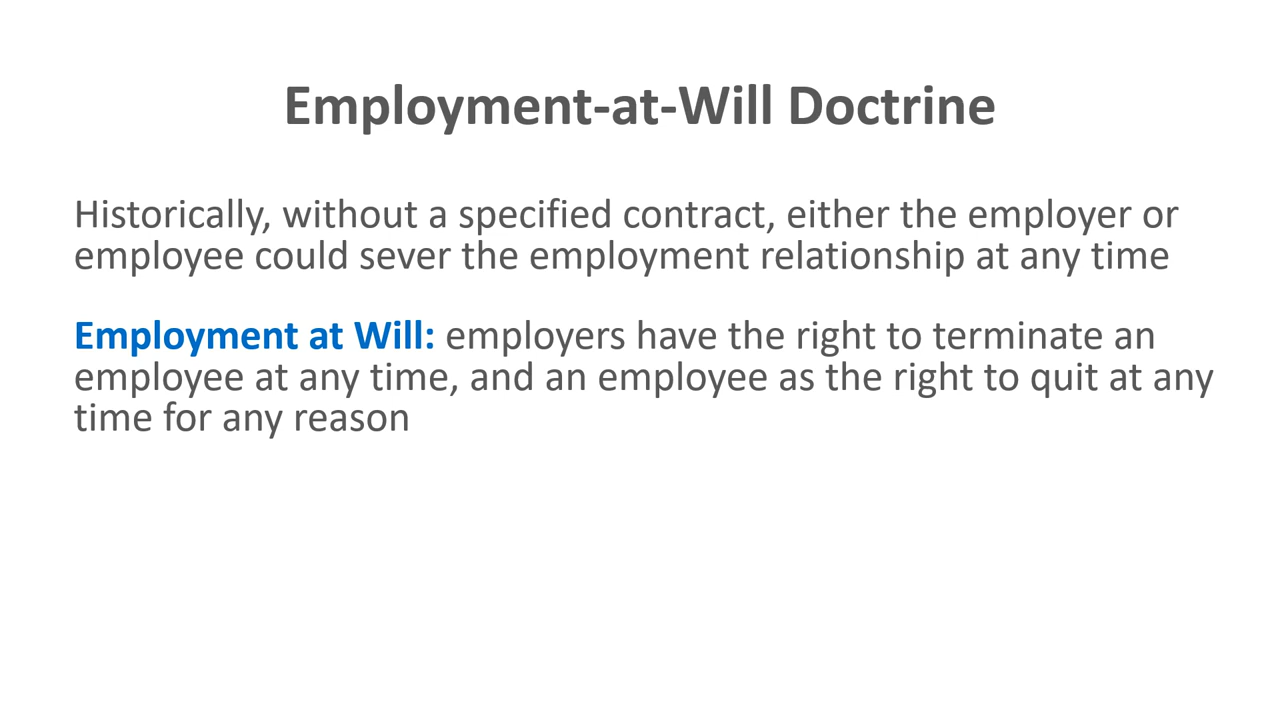 Employment-at-Will Doctrine
Historically, without a specified contract, either the employer or
employee could sever the employment relationship at any time
Employment at Will: employers have the right to terminate an
employee at any time, and an employee as the right to quit at any
time for any reason